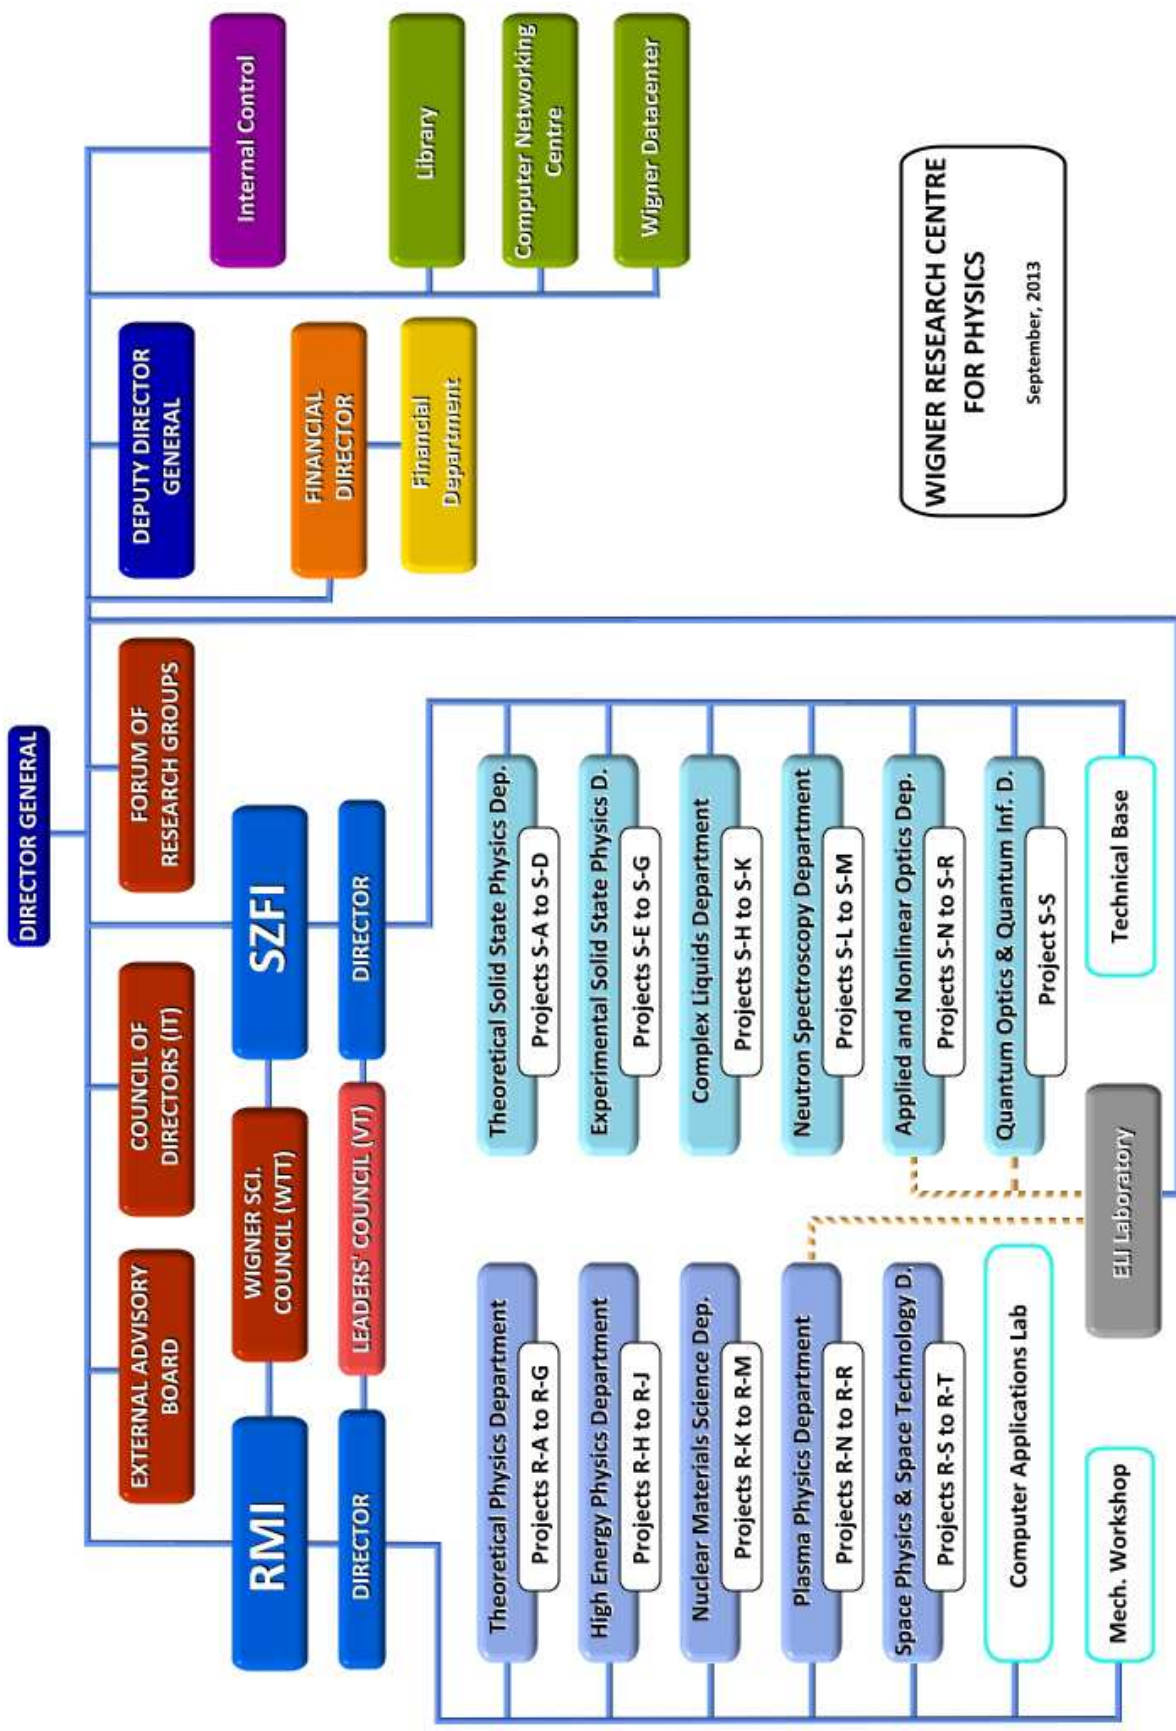 DIRECTOR GENERAL
EXTERNAL ADVISORY
BOARD
COUNCIL OF
DIRECTORS (IT)
FORUM OF
RESEARCH GROUPS
DEPUTY DIRECTOR
GENERAL
Internal Control
RMI
WIGNER SCI.
COUNCIL (WTT)
SZFI
FINANCIAL
DIRECTOR
DIRECTOR
LEADERS' COUNCIL (VT)
DIRECTOR
Financial
Department
Library
Computer Networking
Centre
Wigner Datacenter
Theoretical Physics Department
Projects R-A to R-G
High Energy Physics Department
Projects R-H to R-J
Nuclear Materials Science Dep.
Projects R-K to R-M
Plasma Physics Department
Projects R-N to R-R
Space Physics & Space Technology D.
Projects R-S to R-T
Computer Applications Lab
Mech. Workshop
Theoretical Solid State Physics Dep.
Projects S-A to S-D
Experimental Solid State Physics D.
Projects S-E to S-G
Complex Liquids Department
Projects S-H to S-K
Neutron Spectroscopy Department
Projects S-L to S-M
Applied and Nonlinear Optics Dep.
Projects S-N to S-R
Quantum Optics & Quantum Inf. D.
Project S-S
Technical Base
ELI Laboratory
WIGNER RESEARCH CENTRE
FOR PHYSICS
September, 2013